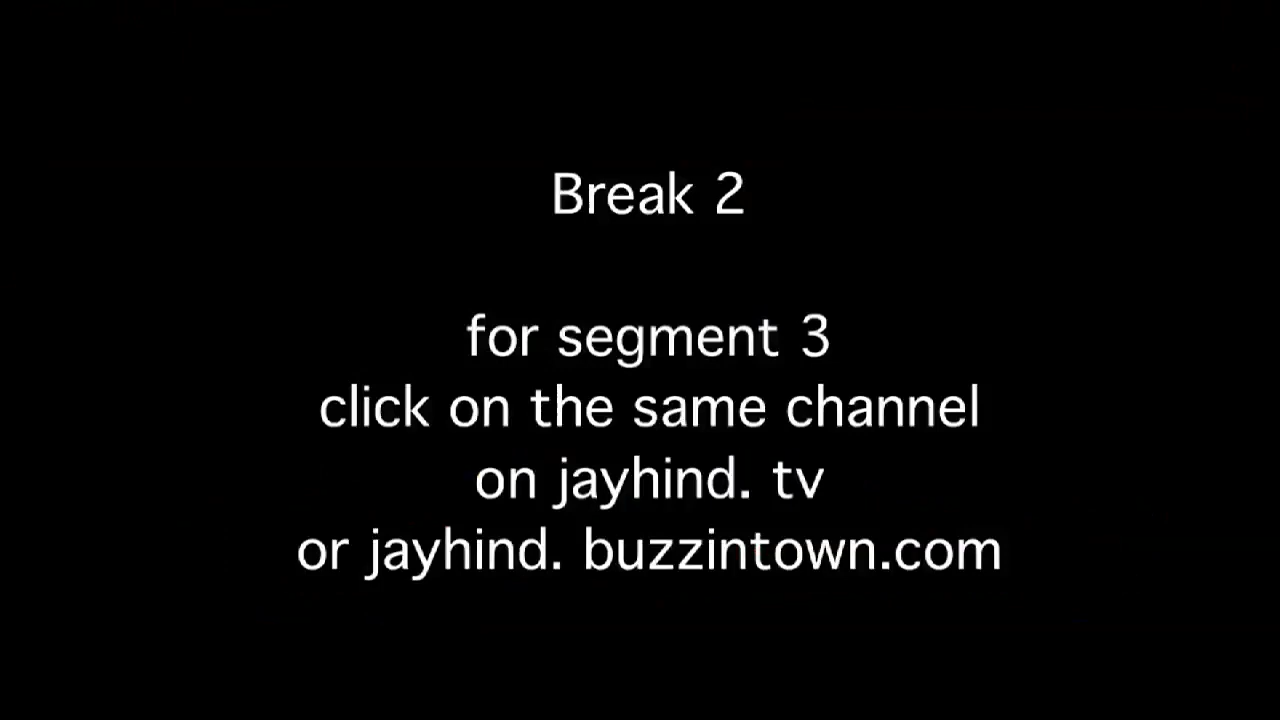 Break 2
for segment 3
click on the same channel
on jayhind. tv
or jayhind. buzzintown.com